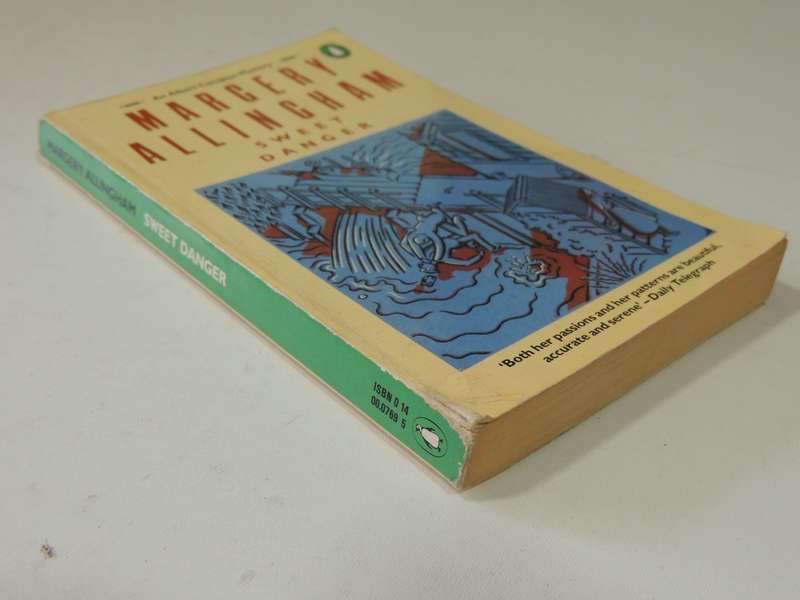 An Albert Campion Mystery
MARGERY
ALLINGHAM
SWEET
DANGER
'Both her passions and her patterns are beautiful,
accurate and serene' – Daily Telegraph
MARGERY ALLINGHAM SWEET DANGER
ISBN 0 14
00.0769 5